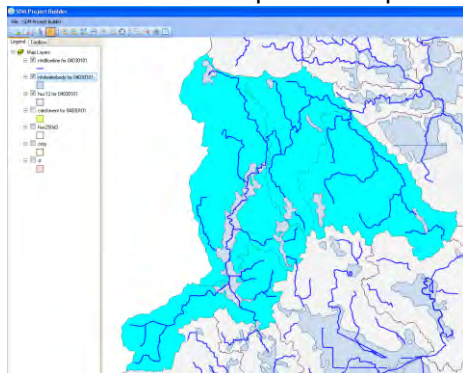 SDM Project Builder
File SDM Project Builder
Legend Toolbox
Map Layers
nhdflowline for 04030101
nhdwaterbody for 04030101
huc12 for 04030101
catchment for 04030101
huc250d3
cnty
st